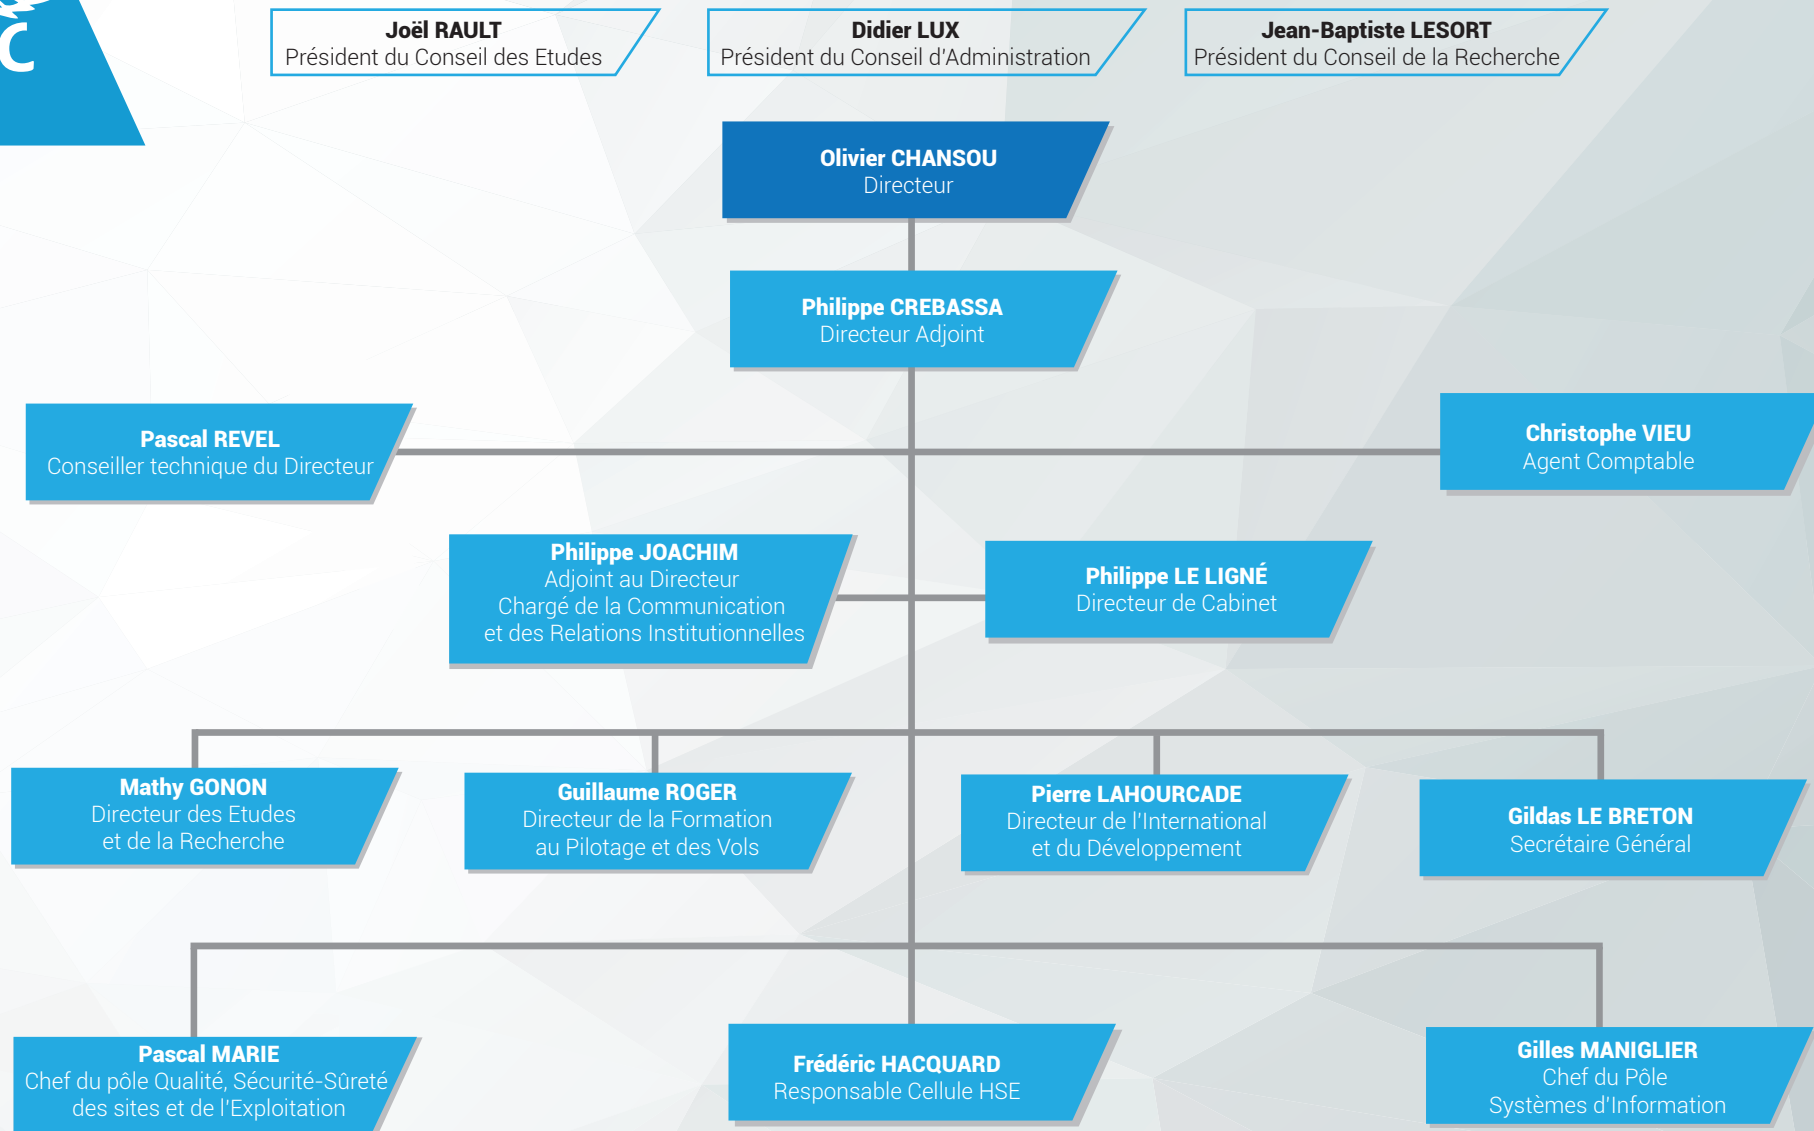 C
Joël RAULT
Président du Conseil des Etudes
Didier LUX
Président du Conseil d'Administration
Jean-Baptiste LESORT
Président du Conseil de la Recherche
Olivier CHANSOU
Directeur
Philippe CREBASSA
Directeur Adjoint
Pascal REVEL
Conseiller technique du Directeur
Christophe VIEU
Agent Comptable
Philippe JOACHIM
Adjoint au Directeur
Chargé de la Communication
et des Relations Institutionnelles
Philippe LE LIGNÉ
Directeur de Cabinet
Mathy GONON
Directeur des Etudes
et de la Recherche
Guillaume ROGER
Directeur de la Formation
au Pilotage et des Vols
Pierre LAHOURCADE
Directeur de l'International
et du Développement
Gildas LE BRETON
Secrétaire Général
Pascal MARIE
Chef du pôle Qualité, Sécurité-Sûreté
des sites et de l'Exploitation
Frédéric HACQUARD
Responsable Cellule HSE
Gilles MANIGLIER
Chef du Pôle
Systèmes d'Information